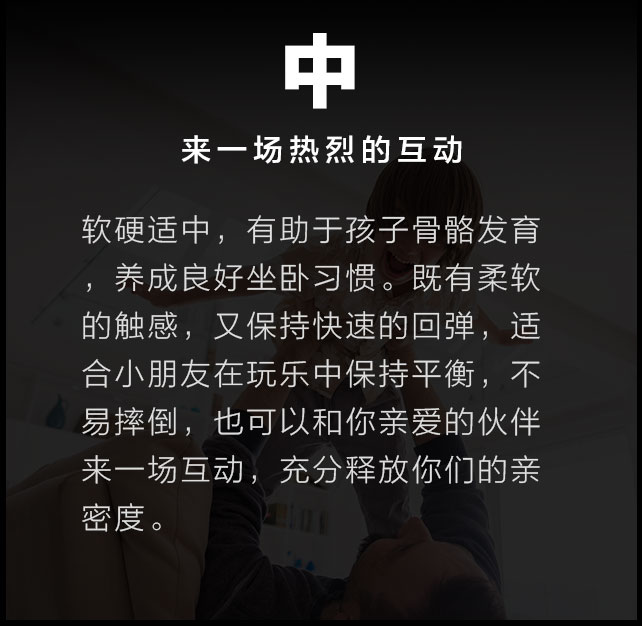 中
来一场热烈的互动
软硬适中，有助于孩子骨骼发育
，养成良好坐卧习惯。既有柔软
的触感，又保持快速的回弹，适
合小朋友在玩乐中保持平衡，不
易摔倒，也可以和你亲爱的伙伴
来一场互动，充分释放你们的亲
密度。